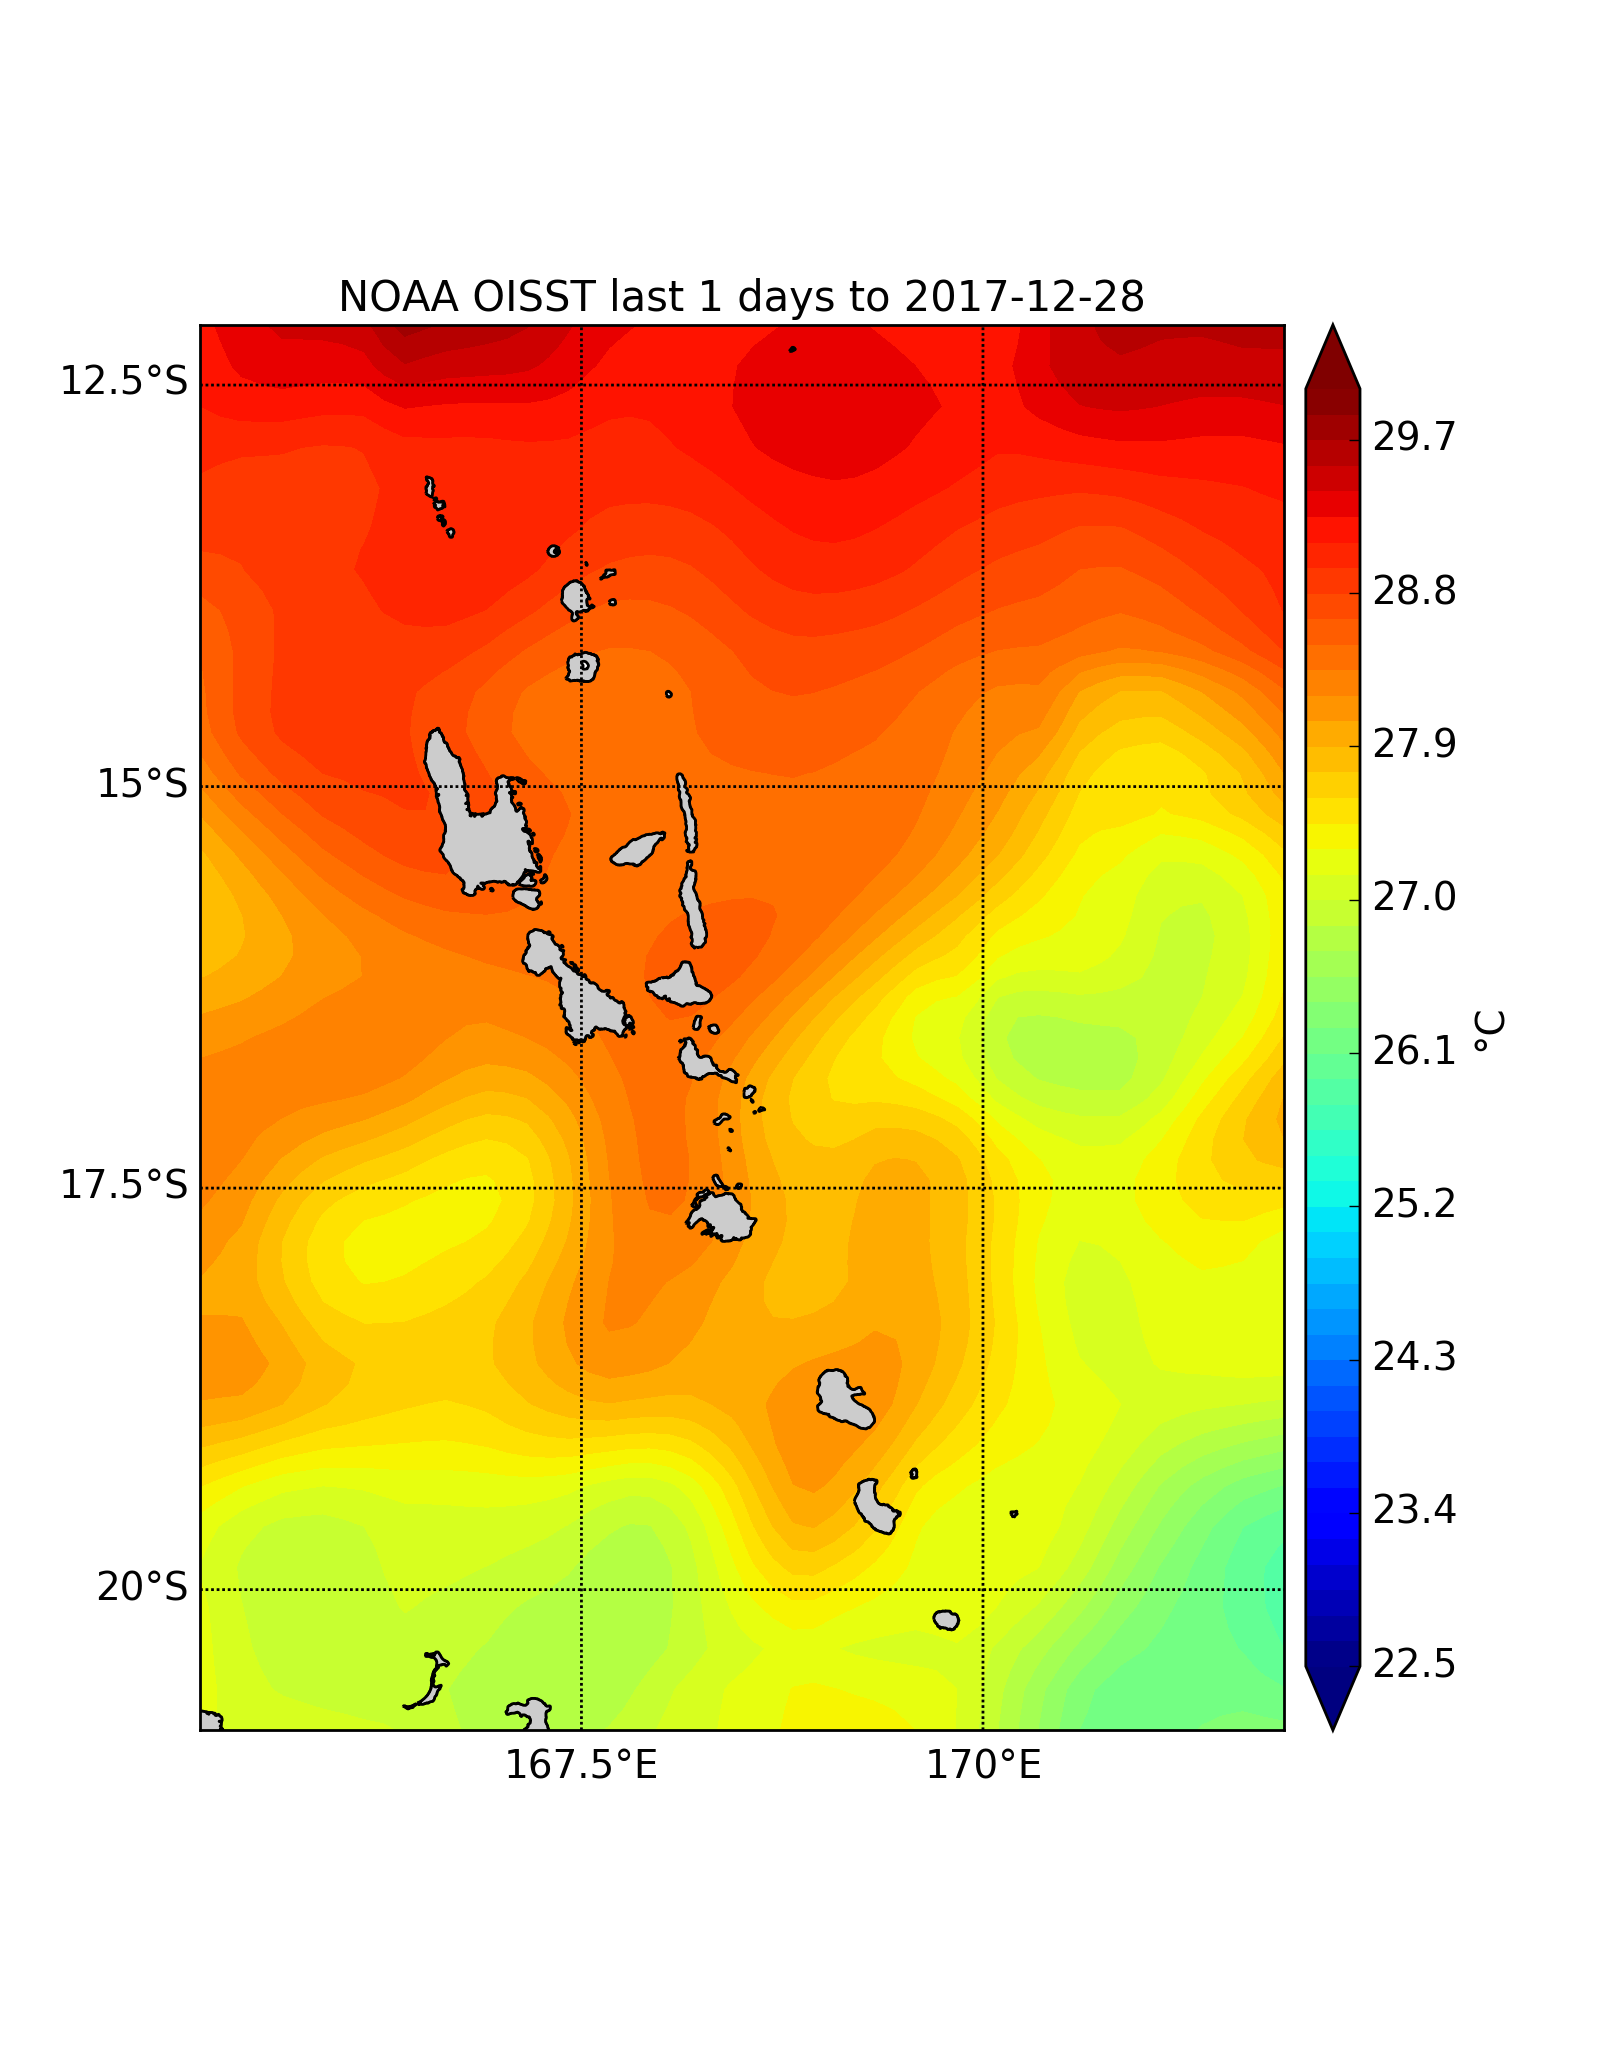 NOAA OISST last 1 days to 2017-12-28
12.5°S
15°S
17.5°S
20°S
167.5°E
170°E
29.7
28.8
27.9
27.0
26.1
25.2
24.3
23.4
22.5
°C